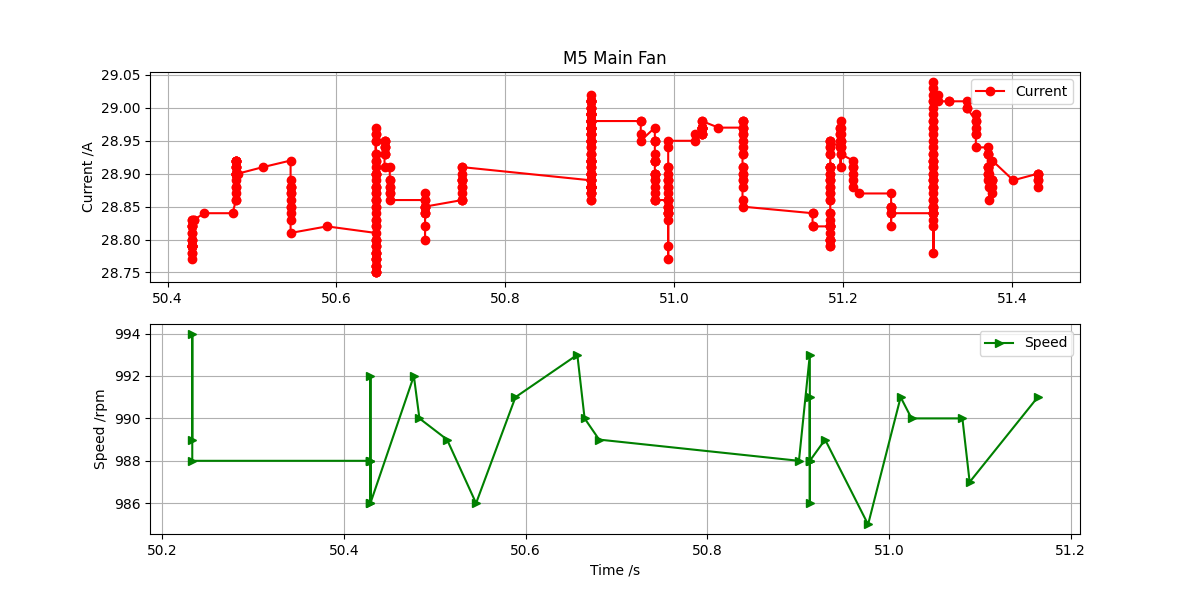 M5 Main Fan
Current /A
29.05
29.00
28.95
28.90
28.85
28.80
28.75
Current
50.4 50.6 50.8 51.0 51.2 51.4
Speed /rpm
994
992
990
988
986
Speed
50.2 50.4 50.6 50.8 51.0 51.2
Time /s